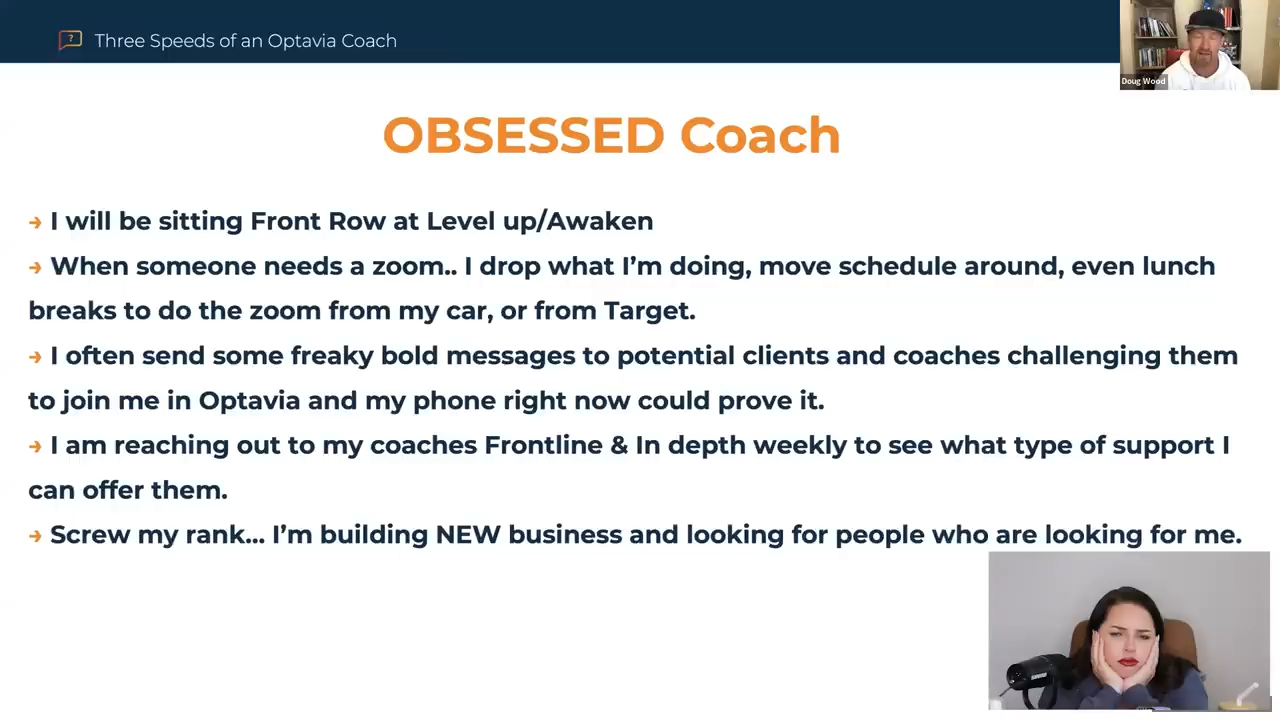 Three Speeds of an Optavia Coach
Doug Wood
OBSESSED Coach
→ I will be sitting Front Row at Level up/Awaken
→ When someone needs a zoom.. I drop what I’m doing, move schedule around, even lunch
breaks to do the zoom from my car, or from Target.
→ I often send some freaky bold messages to potential clients and coaches challenging them
to join me in Optavia and my phone right now could prove it.
→ I am reaching out to my coaches Frontline & In depth weekly to see what type of support I
can offer them.
→ Screw my rank... I’m building NEW business and looking for people who are looking for me.